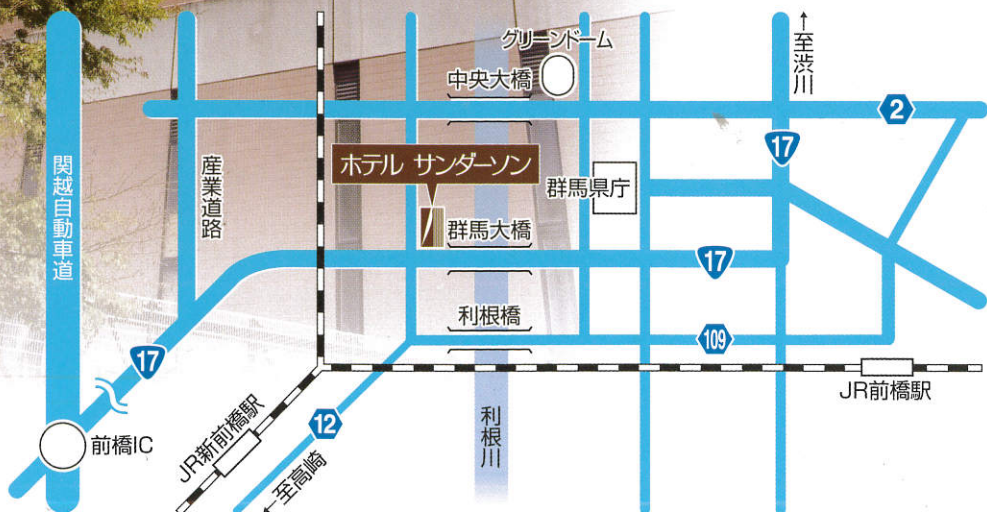 グリーンドーム
中央大橋
↑至渋川
2
17
関越自動車道
産業道路
ホテル サンダーソン
群馬県庁
群馬大橋
17
利根橋
109
17
JR前橋駅
12
利根川
前橋IC
JR新前橋駅
←至高崎